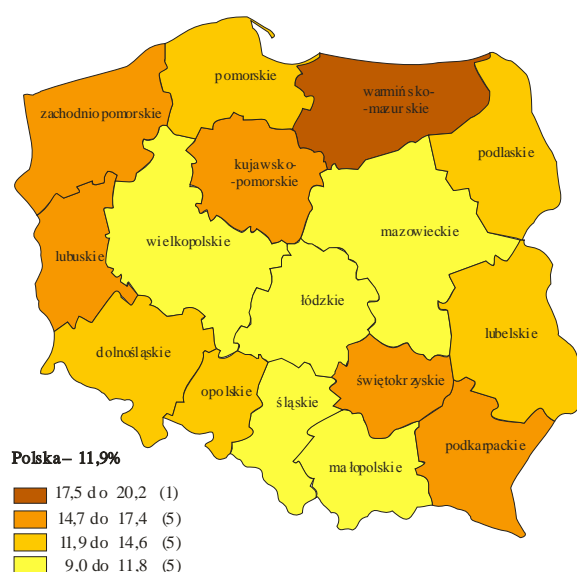 pomorskie
warmińsko-
-mazurskie
zachodniopomorskie
podlaskie
kujawsko-
-pomorskie
wielkopolskie
mazowieckie
lubuskie
łódzkie
lubelskie
dolnośląskie
świętokrzyskie
opolskie
śląskie
podkarpackie
małopolskie
Polska – 11,9%
17,5 do 20,2 (1)
14,7 do 17,4 (5)
11,9 do 14,6 (5)
9,0 do 11,8 (5)